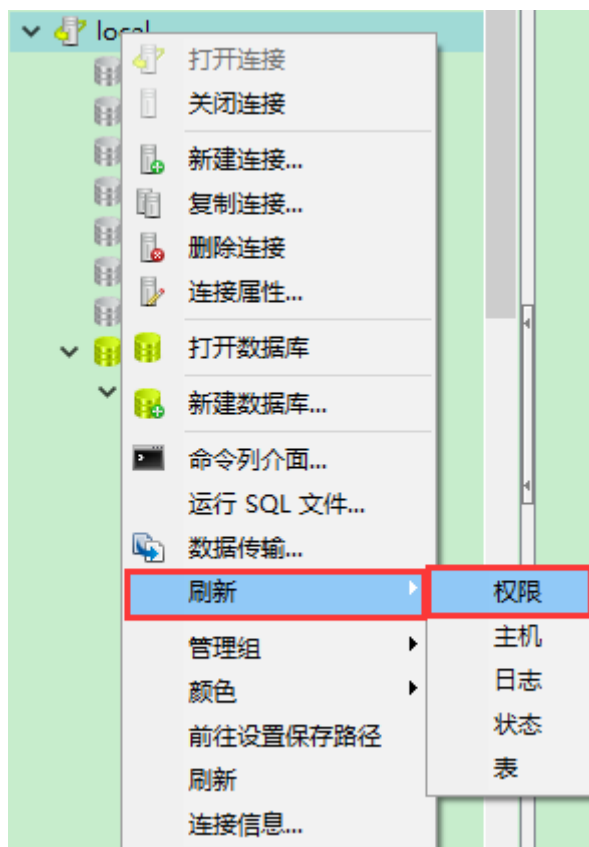 local
打开连接
关闭连接
新建连接...
复制连接...
删除连接
连接属性...
打开数据库
新建数据库...
命令列介面...
运行 SQL 文件...
数据传输...
刷新
权限
管理组
主机
颜色
日志
前往设置保存路径
状态
刷新
表
连接信息...